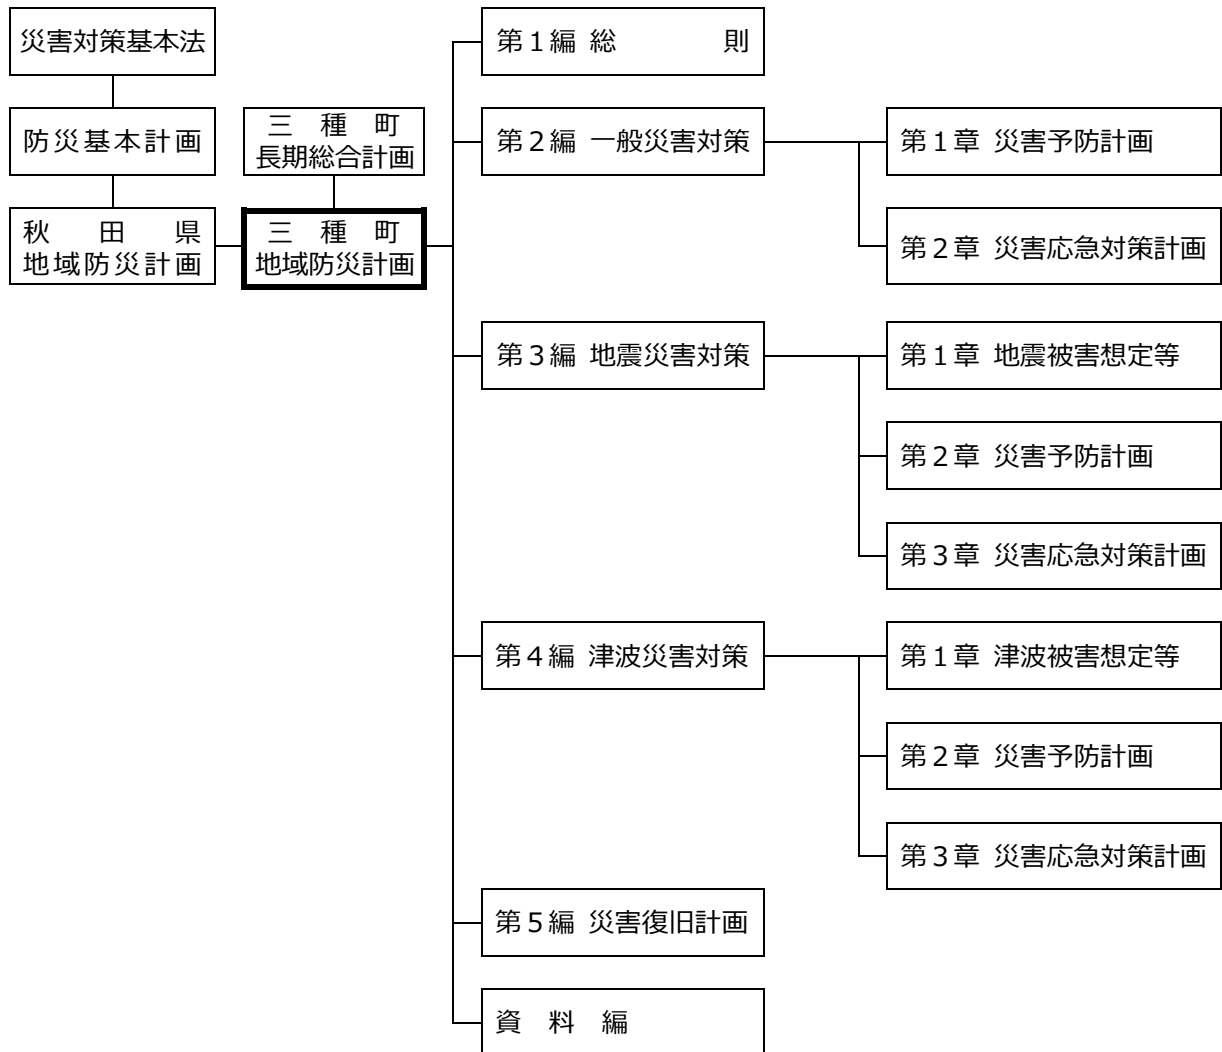 災害対策基本法
防災基本計画
秋田県
地域防災計画
三種町
長期総合計画
三種町
地域防災計画
第1編 総則
第2編 一般災害対策
第1章 災害予防計画
第2章 災害応急対策計画
第3編 地震災害対策
第1章 地震被害想定等
第2章 災害予防計画
第3章 災害応急対策計画
第4編 津波災害対策
第1章 津波被害想定等
第2章 災害予防計画
第3章 災害応急対策計画
第5編 災害復旧計画
資料編